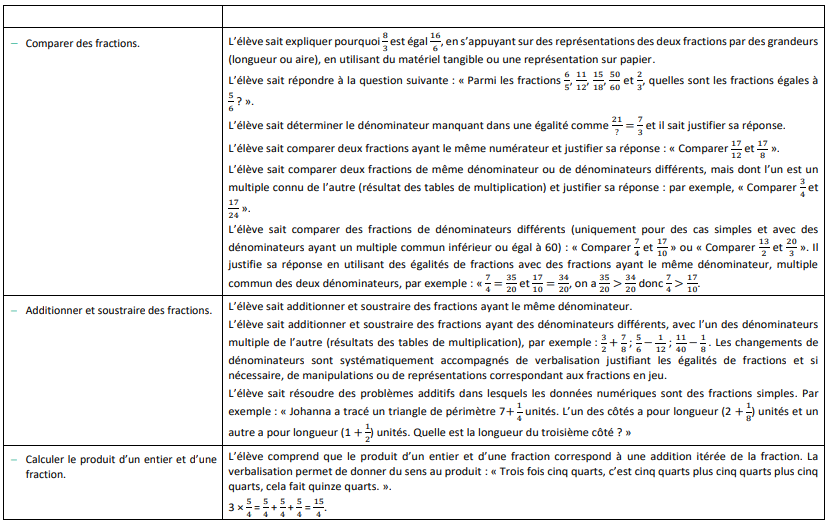 – Comparer des fractions.
L’élève sait expliquer pourquoi 8/3 est égal 16/6, en s’appuyant sur des représentations des deux fractions par des grandeurs
(longueur ou aire), en utilisant du matériel tangible ou une représentation sur papier.
L’élève sait répondre à la question suivante : « Parmi les fractions 6/5, 11/12, 15/18, 50/60 et 2/3, quelles sont les fractions égales à
5/6 ? ».
L’élève sait déterminer le dénominateur manquant dans une égalité comme 21/? = 7/3 et il sait justifier sa réponse.
L’élève sait comparer deux fractions ayant le même numérateur et justifier sa réponse : « Comparer 17/12 et 17/8 ».
L’élève sait comparer deux fractions de même dénominateur ou de dénominateurs différents, mais dont l’un est un
multiple connu de l’autre (résultat des tables de multiplication) et justifier sa réponse : par exemple, « Comparer 3/4 et
17/24 ».
L’élève sait comparer des fractions de dénominateurs différents (uniquement pour des cas simples et avec des
dénominateurs ayant un multiple commun inférieur ou égal à 60) : « Comparer 7/4 et 17/10 » ou « Comparer 13/2 et 20/3 ». Il
justifie sa réponse en utilisant des égalités de fractions avec des fractions ayant le même dénominateur, multiple
commun des deux dénominateurs, par exemple : « 7/4 = 35/20 et 17/10 = 34/20, on a 35/20 > 34/20 donc 7/4 > 17/10.
– Additionner et soustraire des fractions.
L’élève sait additionner et soustraire des fractions ayant le même dénominateur.
L’élève sait additionner et soustraire des fractions ayant des dénominateurs différents, avec l’un des dénominateurs
multiple de l’autre (résultats des tables de multiplication), par exemple : 3/2 + 7/8 ; 5/6 − 1/12 ; 11/40 − 1/8. Les changements de
dénominateurs sont systématiquement accompagnés de verbalisation justifiant les égalités de fractions et si
nécessaire, de manipulations ou de représentations correspondant aux fractions en jeu.
L’élève sait résoudre des problèmes additifs dans lesquels les données numériques sont des fractions simples. Par
exemple : « Johanna a tracé un triangle de périmètre 7+ 1/4 unités. L’un des côtés a pour longueur (2 + 1/8) unités et un
autre a pour longueur (1 + 1/2) unités. Quelle est la longueur du troisième côté ? »
– Calculer le produit d’un entier et d’une
fraction.
L’élève comprend que le produit d’un entier et d’une fraction correspond à une addition itérée de la fraction. La
verbalisation permet de donner du sens au produit : « Trois fois cinq quarts, c’est cinq quarts plus cinq quarts plus cinq
quarts, cela fait quinze quarts. ».
3 × 5/4 = 5/4 + 5/4 + 5/4 = 15/4.